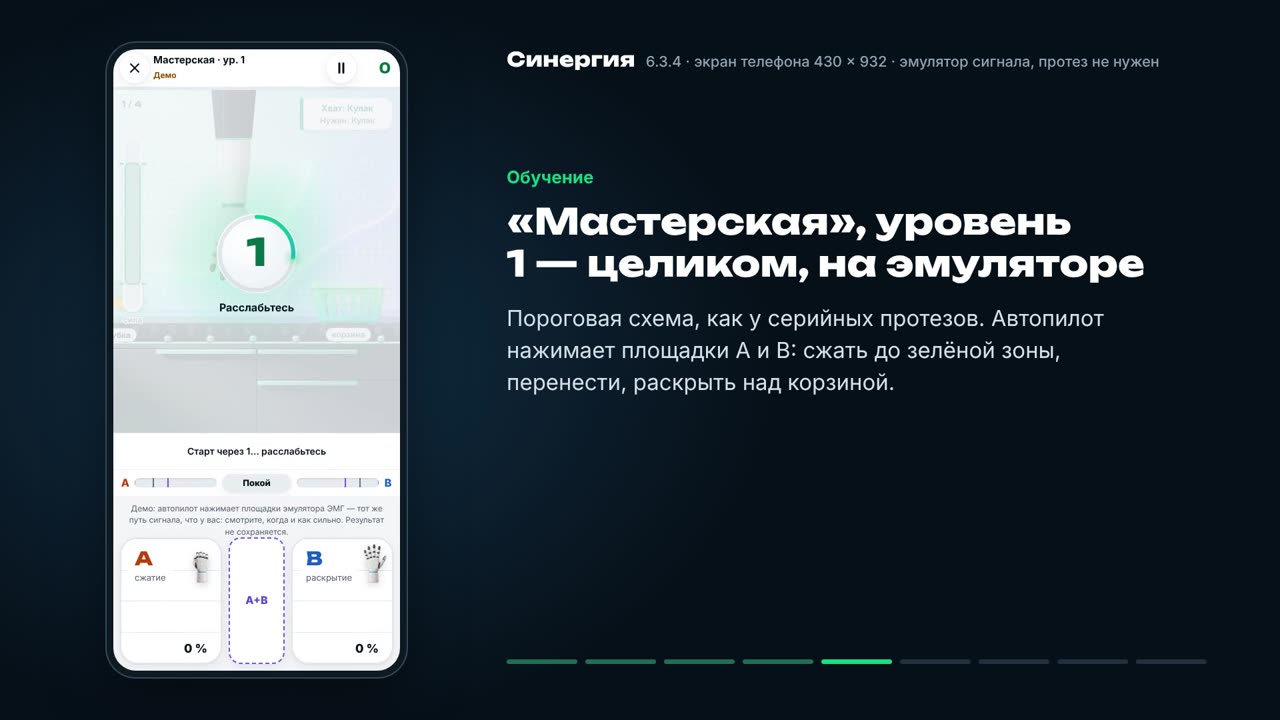 Мастерская · ур. 1
Демо
0
1 / 4
Хват: Кулак
Нужен: Кулак
1
Расслабьтесь
корзина
Старт через 1... расслабьтесь
A
Покой
B
Демо: автопилот нажимает площадки эмулятора ЭМГ — тот же
путь сигнала, что у вас: смотрите, когда и как сильно. Результат
не сохраняется.
A
сжатие
0 %
A+B
B
раскрытие
0 %
Синергия 6.3.4 · экран телефона 430 × 932 · эмулятор сигнала, протез не нужен
Обучение
«Мастерская», уровень
1 — целиком, на эмуляторе
Пороговая схема, как у серийных протезов. Автопилот
нажимает площадки A и B: сжать до зелёной зоны,
перенести, раскрыть над корзиной.